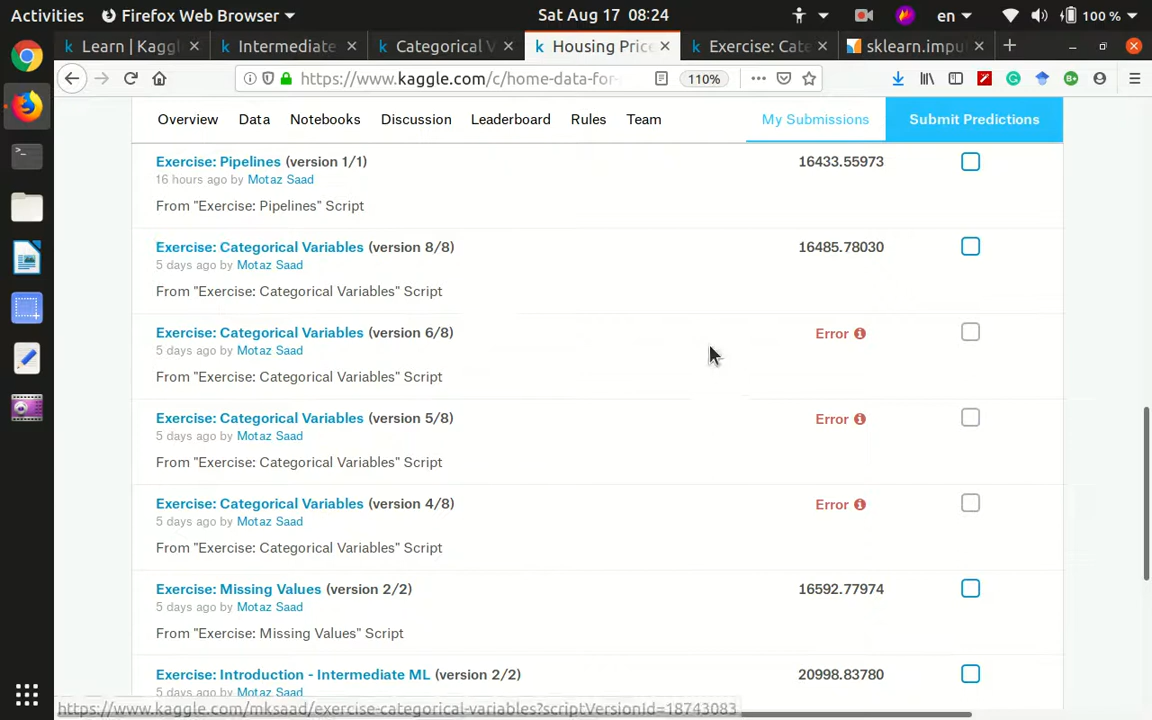 Activities
Firefox Web Browser
Sat Aug 17 08:24
en
100 %
Learn | Kaggl
Intermediate
Categorical V
Housing Price
Exercise: Cate
sklearn.impu
https://www.kaggle.com/c/home-data-for-
110%
Overview
Data
Notebooks
Discussion
Leaderboard
Rules
Team
My Submissions
Submit Predictions
Exercise: Pipelines (version 1/1)
16433.55973
16 hours ago by Motaz Saad
From "Exercise: Pipelines" Script
Exercise: Categorical Variables (version 8/8)
16485.78030
5 days ago by Motaz Saad
From "Exercise: Categorical Variables" Script
Exercise: Categorical Variables (version 6/8)
Error
5 days ago by Motaz Saad
From "Exercise: Categorical Variables" Script
Exercise: Categorical Variables (version 5/8)
Error
5 days ago by Motaz Saad
From "Exercise: Categorical Variables" Script
Exercise: Categorical Variables (version 4/8)
Error
5 days ago by Motaz Saad
From "Exercise: Categorical Variables" Script
Exercise: Missing Values (version 2/2)
16592.77974
5 days ago by Motaz Saad
From "Exercise: Missing Values" Script
Exercise: Introduction - Intermediate ML (version 2/2)
20998.83780
5 days ago by Motaz Saad
https://www.kaggle.com/mksaad/exercise-categorical-variables?scriptVersionId=18743083